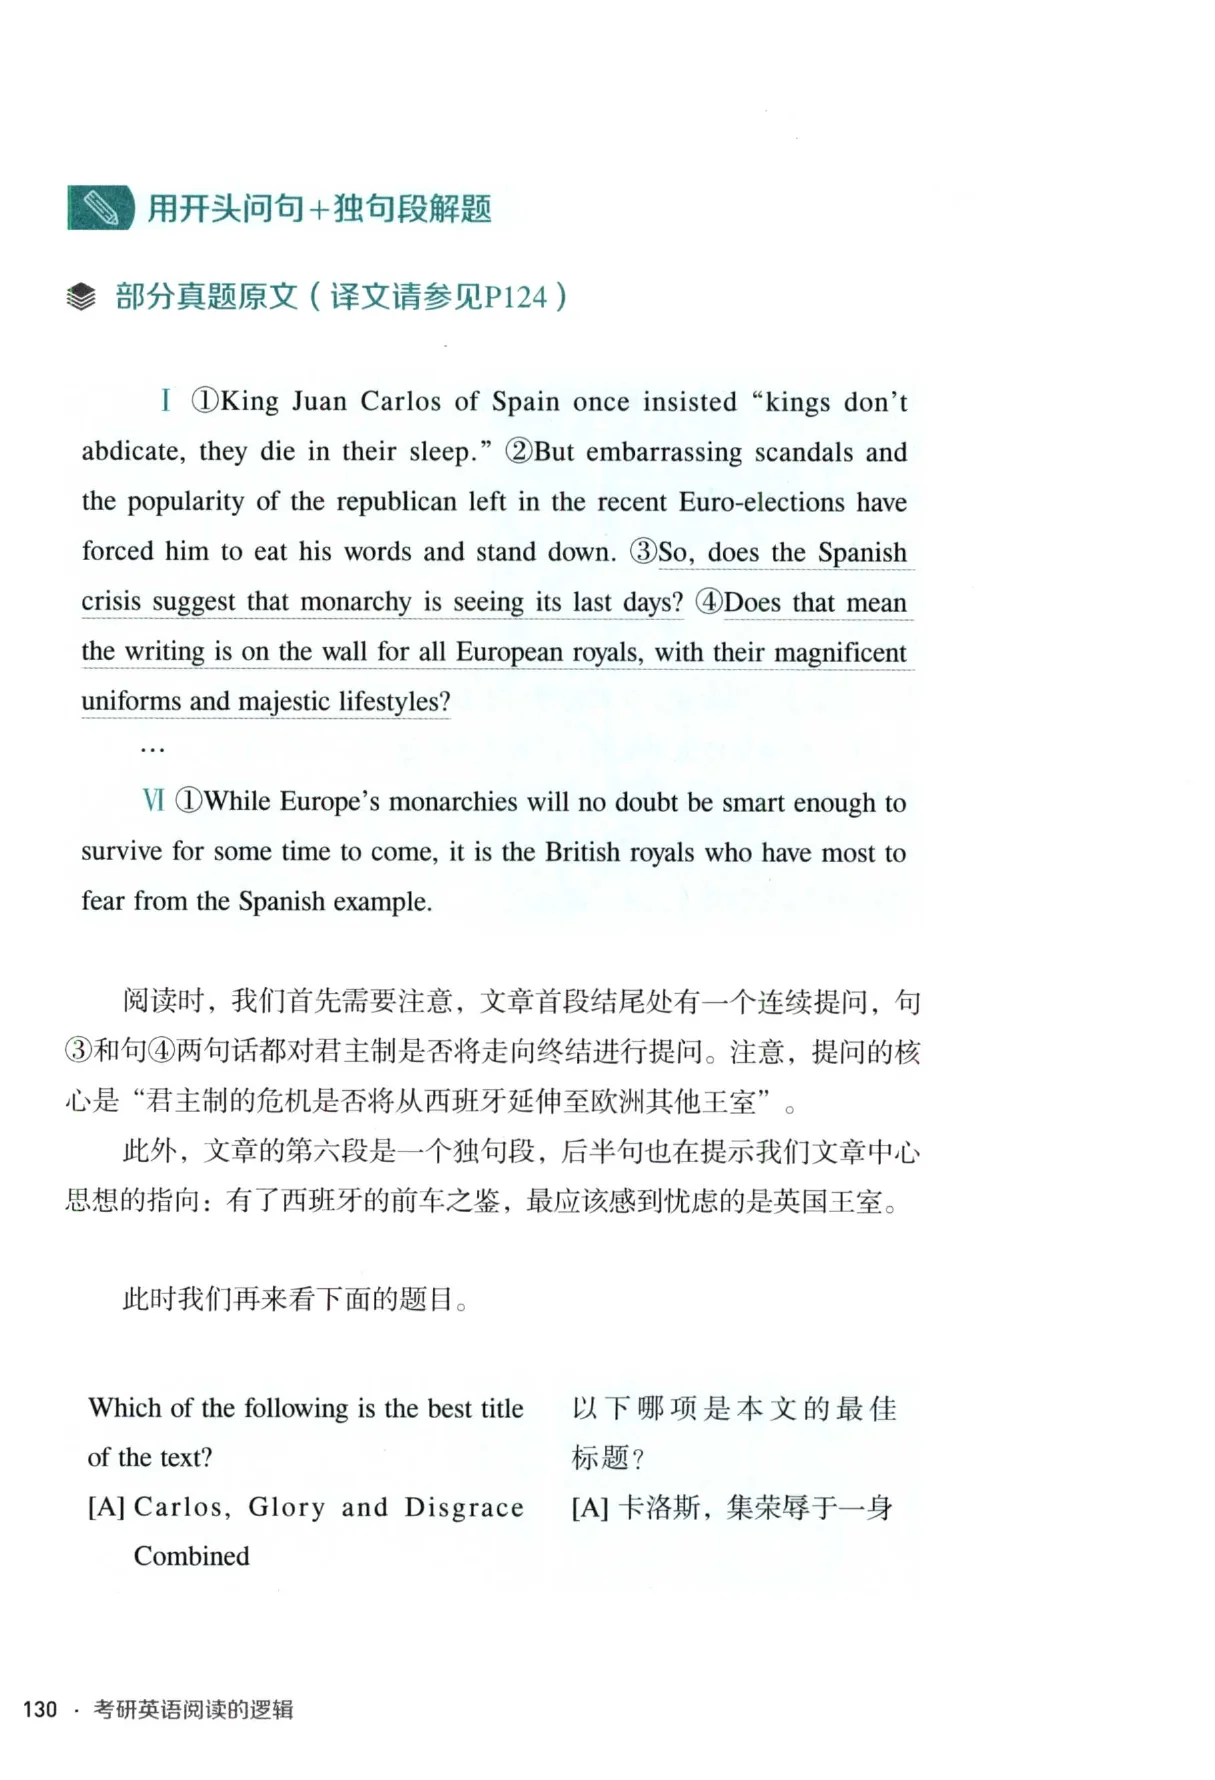 用开头问句+独句段解题
部分真题原文（译文请参见P124）
Ⅰ ①King Juan Carlos of Spain once insisted “kings don’t
abdicate, they die in their sleep.” ②But embarrassing scandals and
the popularity of the republican left in the recent Euro-elections have
forced him to eat his words and stand down. ③So, does the Spanish
crisis suggest that monarchy is seeing its last days? ④Does that mean
the writing is on the wall for all European royals, with their magnificent
uniforms and majestic lifestyles?
…
Ⅵ ①While Europe’s monarchies will no doubt be smart enough to
survive for some time to come, it is the British royals who have most to
fear from the Spanish example.
阅读时，我们首先需要注意，文章首段结尾处有一个连续提问，句
③和句④两句话都对君主制是否将走向终结进行提问。注意，提问的核
心是“君主制的危机是否将从西班牙延伸至欧洲其他王室”。
此外，文章的第六段是一个独句段，后半句也在提示我们文章中心
思想的指向：有了西班牙的前车之鉴，最应该感到忧虑的是英国王室。
此时我们再来看下面的题目。
Which of the following is the best title
of the text?
[A] Carlos, Glory and Disgrace
Combined
以下哪项是本文的最佳
标题？
[A] 卡洛斯，集荣辱于一身
130 · 考研英语阅读的逻辑